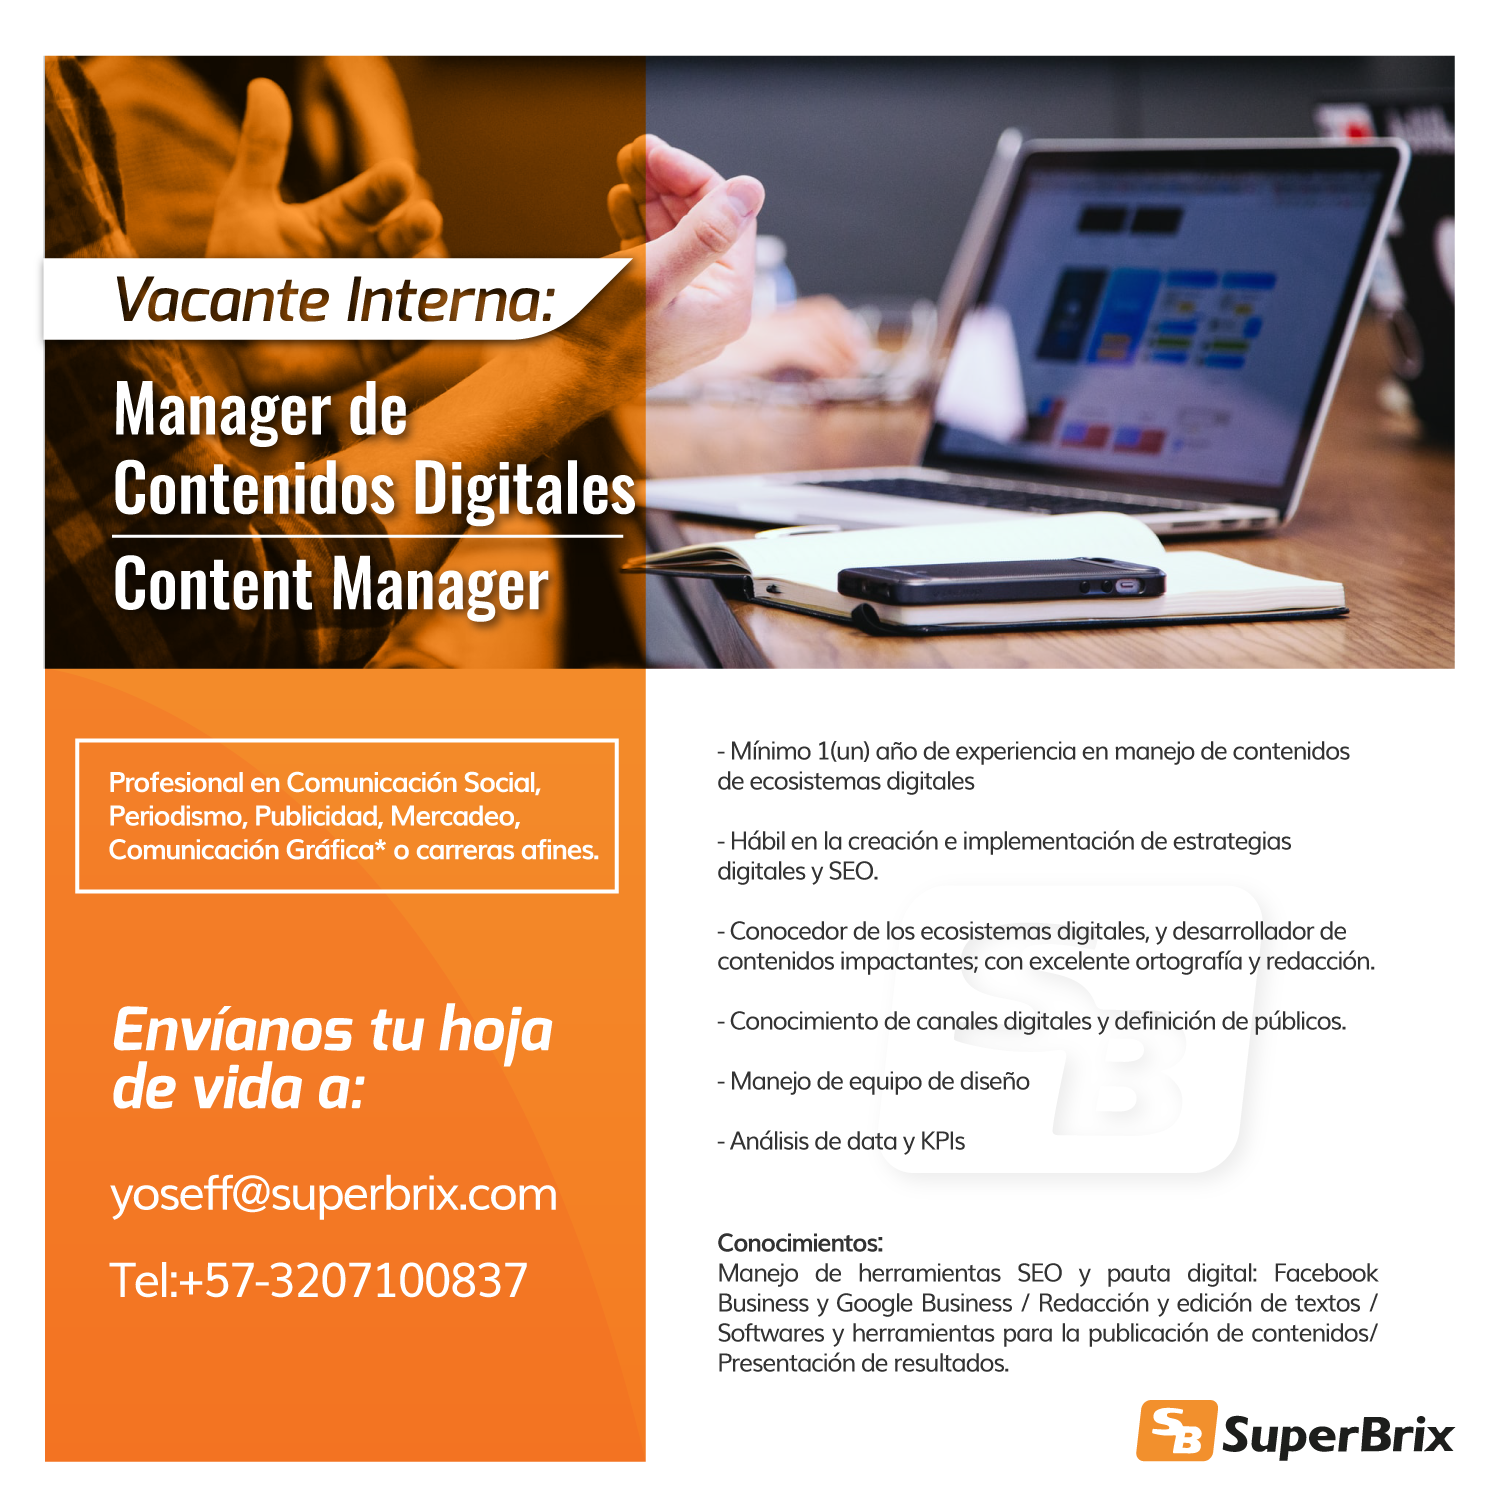 Vacante Interna:
Manager de
Contenidos Digitales
Content Manager
Profesional en Comunicación Social,
Periodismo, Publicidad, Mercadeo,
Comunicación Gráfica* o carreras afines.
Envíanos tu hoja
de vida a:
yoseff@superbrix.com
Tel:+57-3207100837
- Mínimo 1(un) año de experiencia en manejo de contenidos
de ecosistemas digitales
- Hábil en la creación e implementación de estrategias
digitales y SEO.
- Conocedor de los ecosistemas digitales, y desarrollador de
contenidos impactantes; con excelente ortografía y redacción.
- Conocimiento de canales digitales y definición de públicos.
- Manejo de equipo de diseño
- Análisis de data y KPIs
SB
Conocimientos:
Manejo de herramientas SEO y pauta digital: Facebook
Business y Google Business / Redacción y edición de textos /
Softwares y herramientas para la publicación de contenidos/
Presentación de resultados.
SB SuperBrix